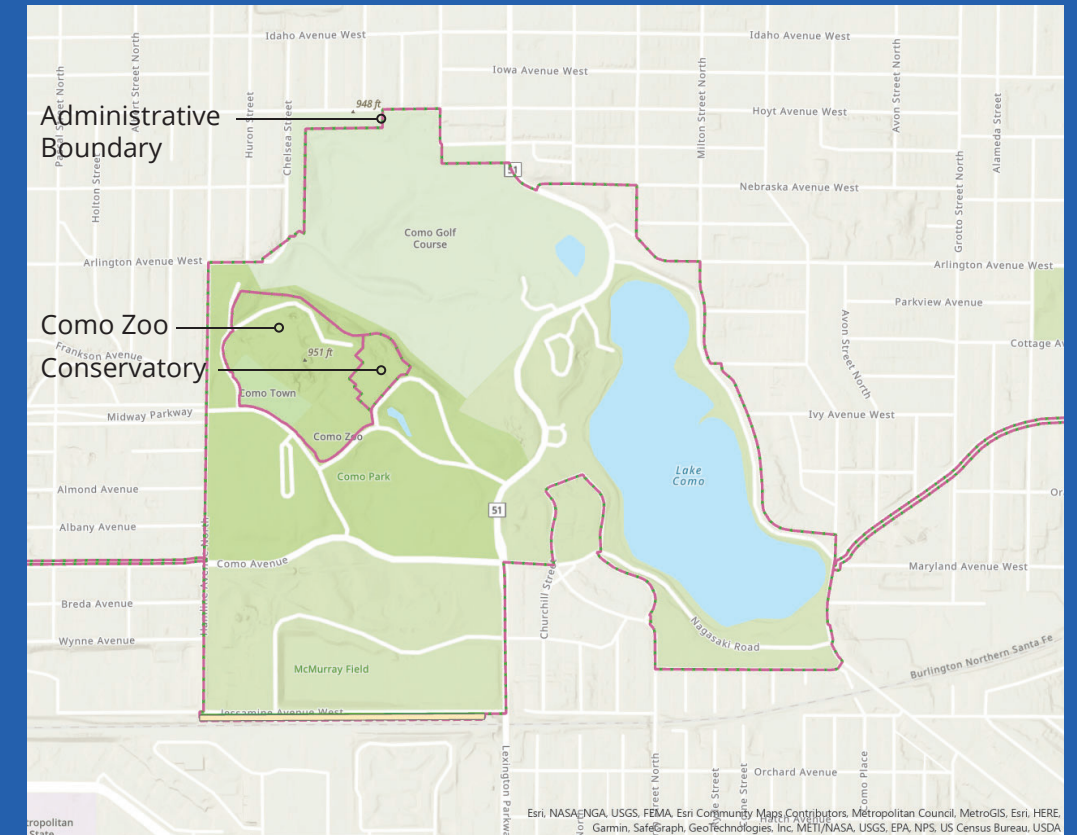 Idaho Avenue West
Idaho Avenue West
Iowa Avenue West
948 ft
Administrative
Boundary
Hoyt Avenue West
Huron Street
Chelsea Street
Milton Street North
Avon Street North
Alameda Street
Holton Street
51
Nebraska Avenue West
Grotto Street North
Como Golf
Course
Arlington Avenue West
Arlington Avenue West
Parkview Avenue
Como Zoo
Avon Street North
Frankson Avenue
951 ft
Cottage Av
Conservatory
Como Town
Midway Parkway
Ivy Avenue West
Como Zoo
Como Park
Lake
Como
Almond Avenue
51
Or
Albany Avenue
Hamline Avenue North
Como Avenue
Maryland Avenue West
Churchill Street
Breda Avenue
Wynne Avenue
Nagasaki Road
Burlington Northern Santa Fe
McMurray Field
Jessamine Avenue West
Lexington Parkw
Street North
Como Place
Orchard Avenue
Hatch Avenue
Esri, NASA, NGA, USGS, FEMA, Esri Community Maps Contributors, Metropolitan Council, MetroGIS, Esri, HERE,
Garmin, SafeGraph, GeoTechnologies, Inc, METI/NASA, USGS, EPA, NPS, US Census Bureau, USDA
ropolitan
State